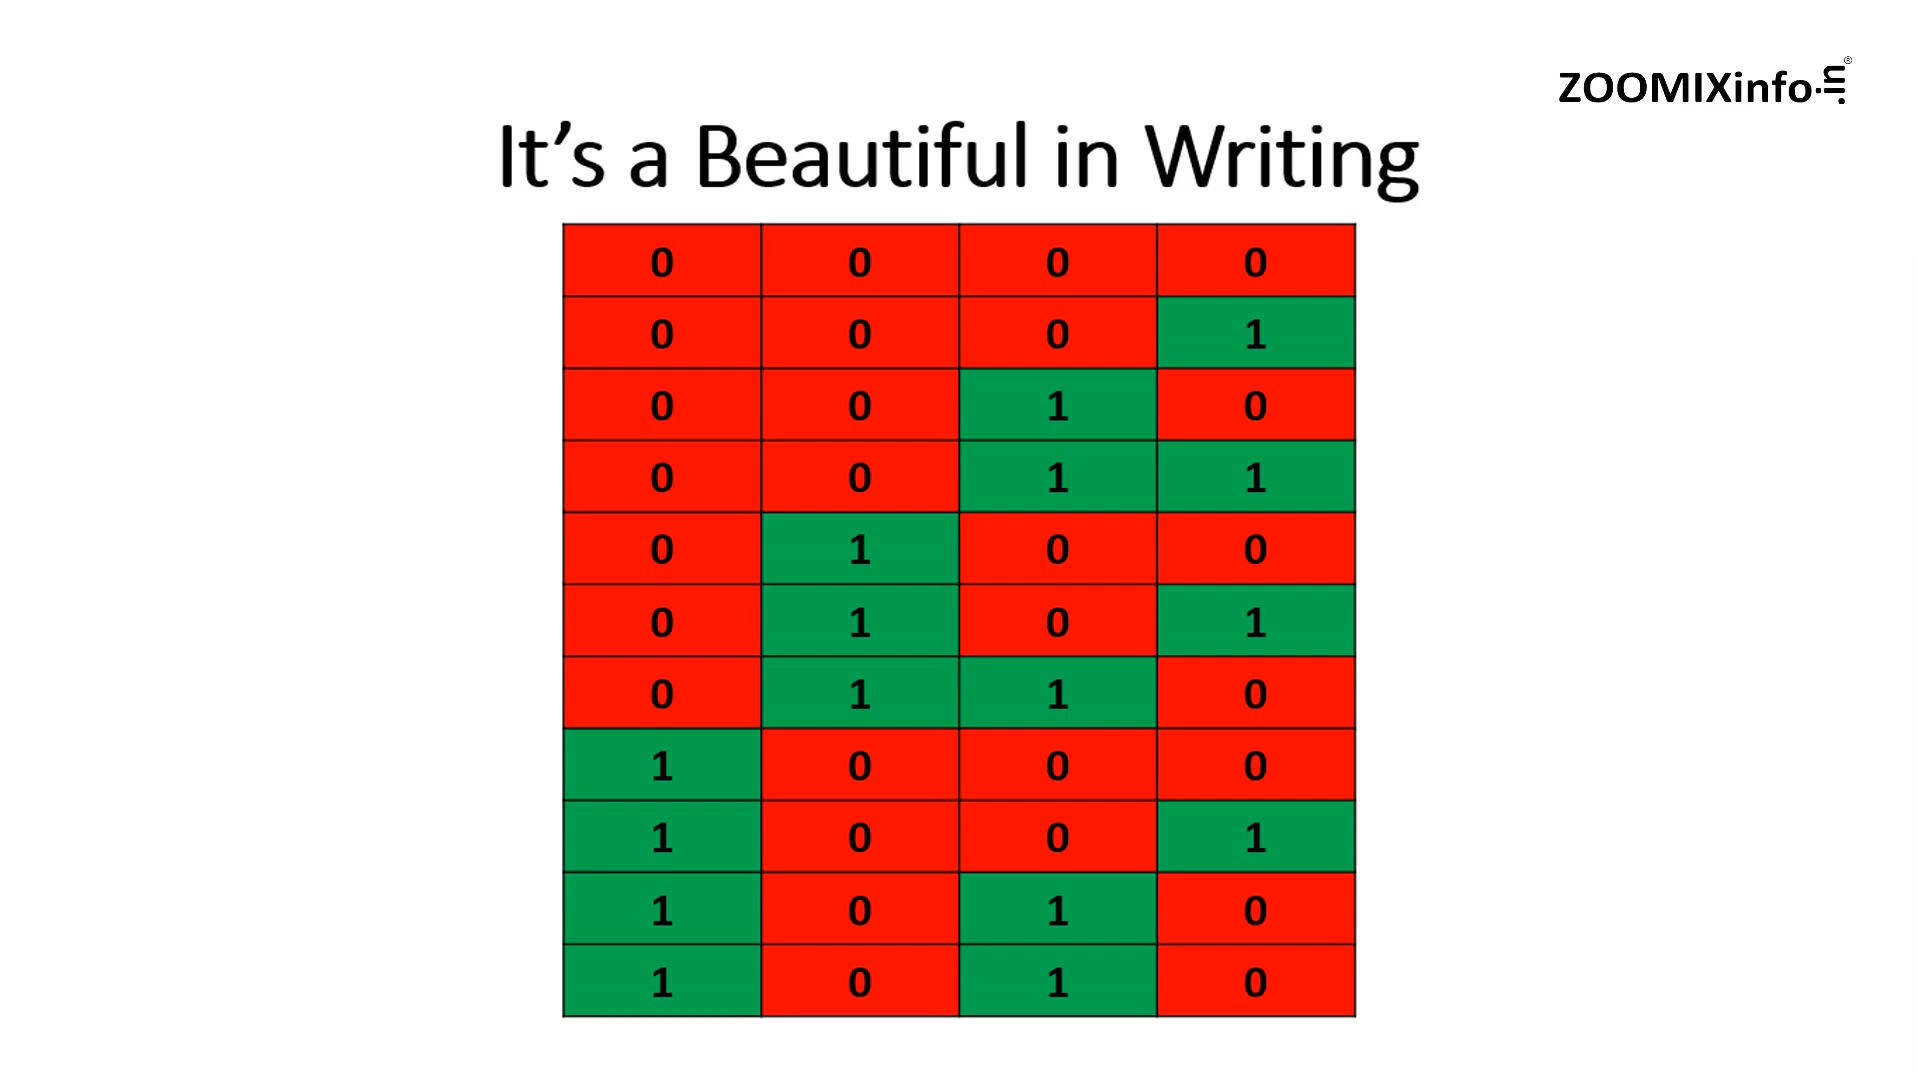 ZOOMIXinfo.in®
It’s a Beautiful in Writing
0 0 0 0
0 0 0 1
0 0 1 0
0 0 1 1
0 1 0 0
0 1 0 1
0 1 1 0
1 0 0 0
1 0 0 1
1 0 1 0
1 0 1 0